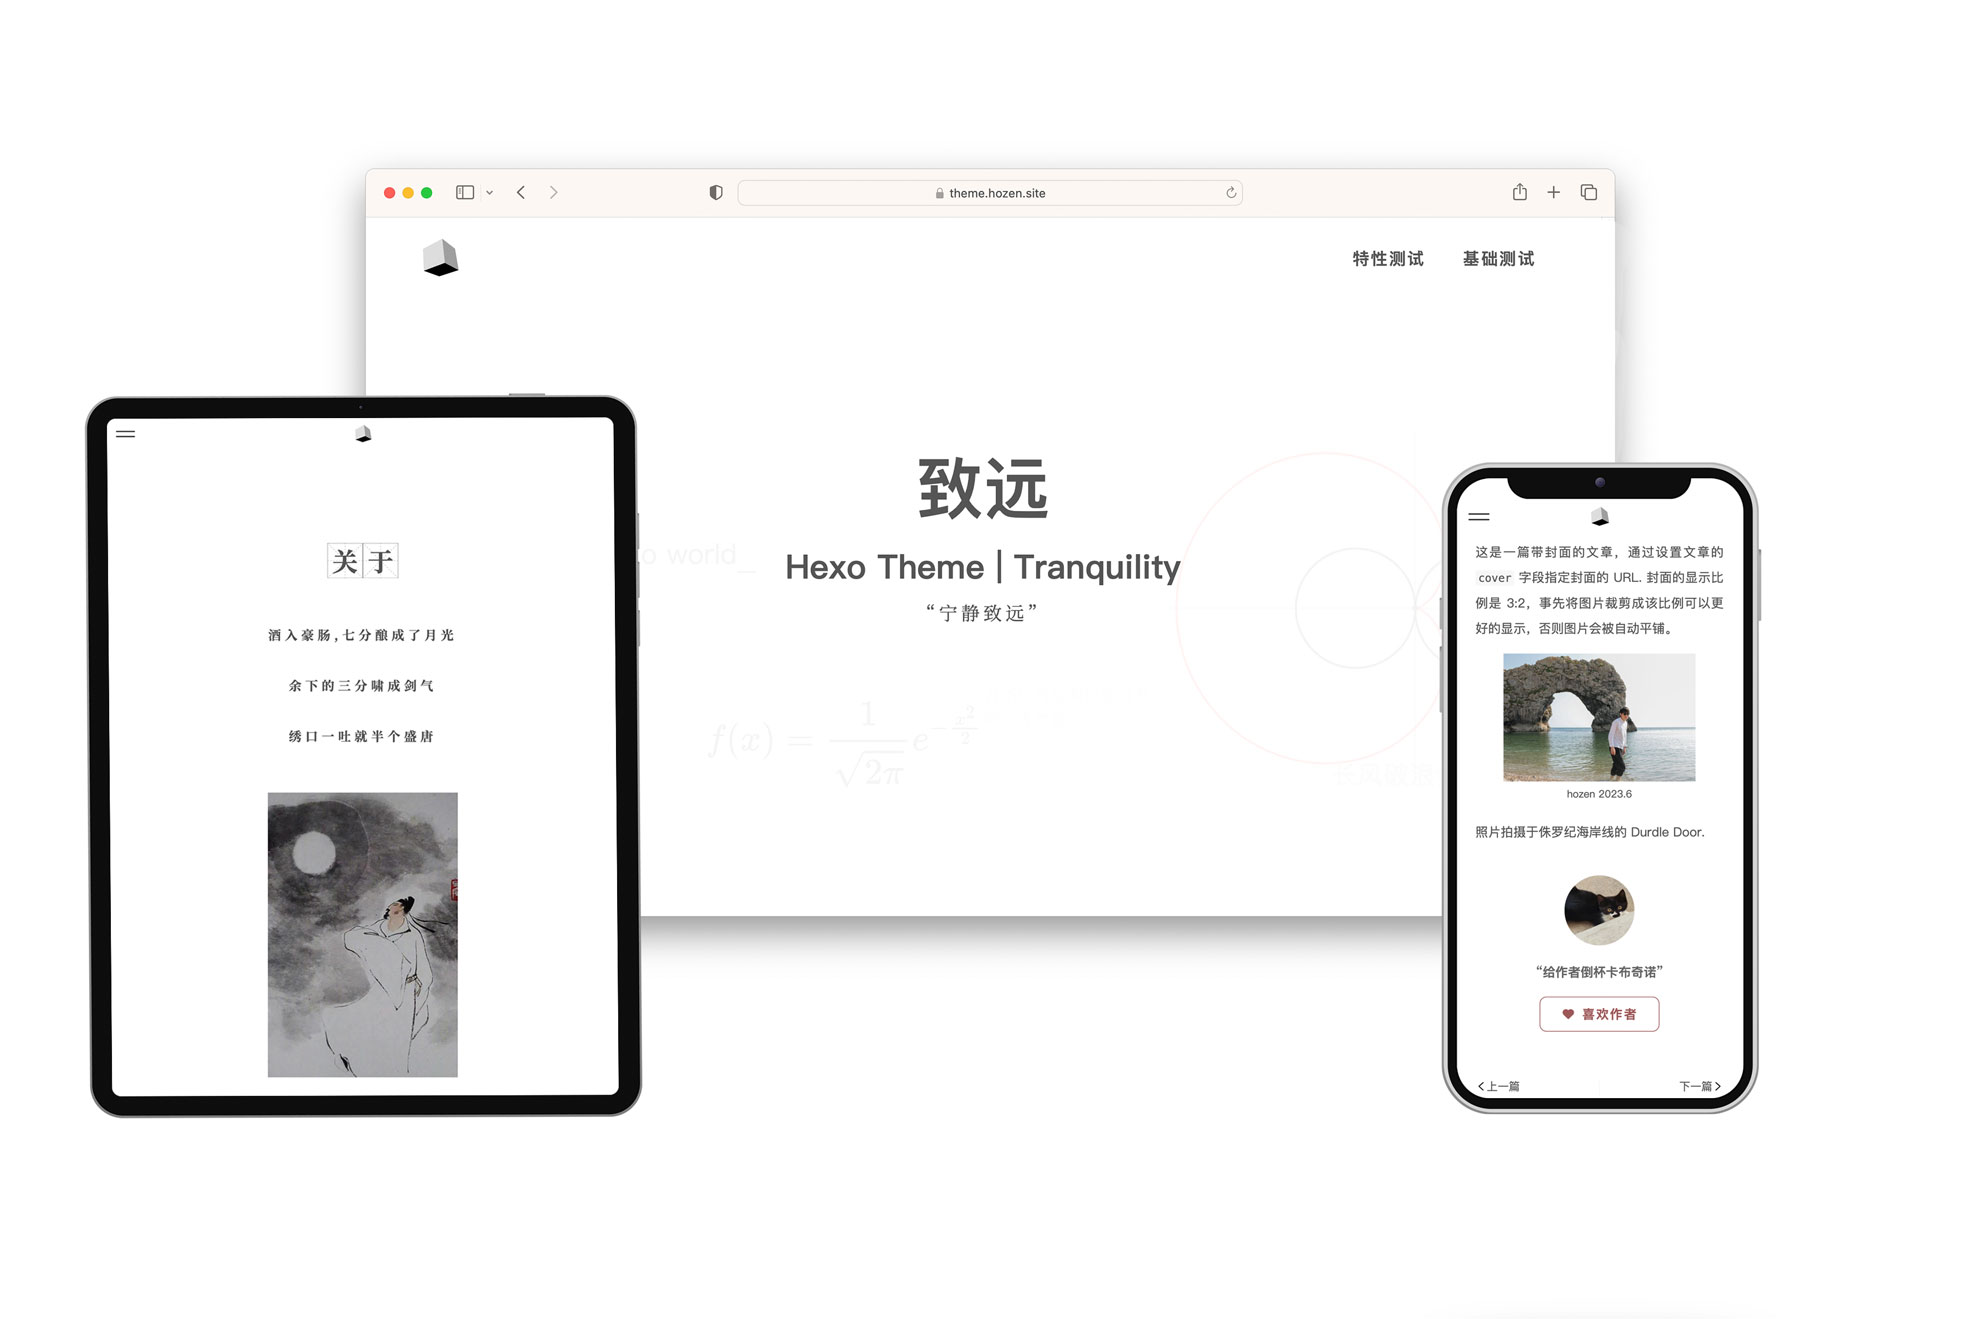 theme.hozen.site
特性测试
基础测试
致远
Hexo Theme | Tranquility
“宁静致远”
o world_
f(x) = 1/√2π e^-x²/2
长风破浪
关于
酒入豪肠,七分酿成了月光
余下的三分啸成剑气
绣口一吐就半个盛唐
这是一篇带封面的文章，通过设置文章的
cover 字段指定封面的 URL. 封面的显示比
例是 3:2，事先将图片裁剪成该比例可以更
好的显示，否则图片会被自动平铺。
hozen 2023.6
照片拍摄于侏罗纪海岸线的 Durdle Door.
“给作者倒杯卡布奇诺”
喜欢作者
上一篇
下一篇